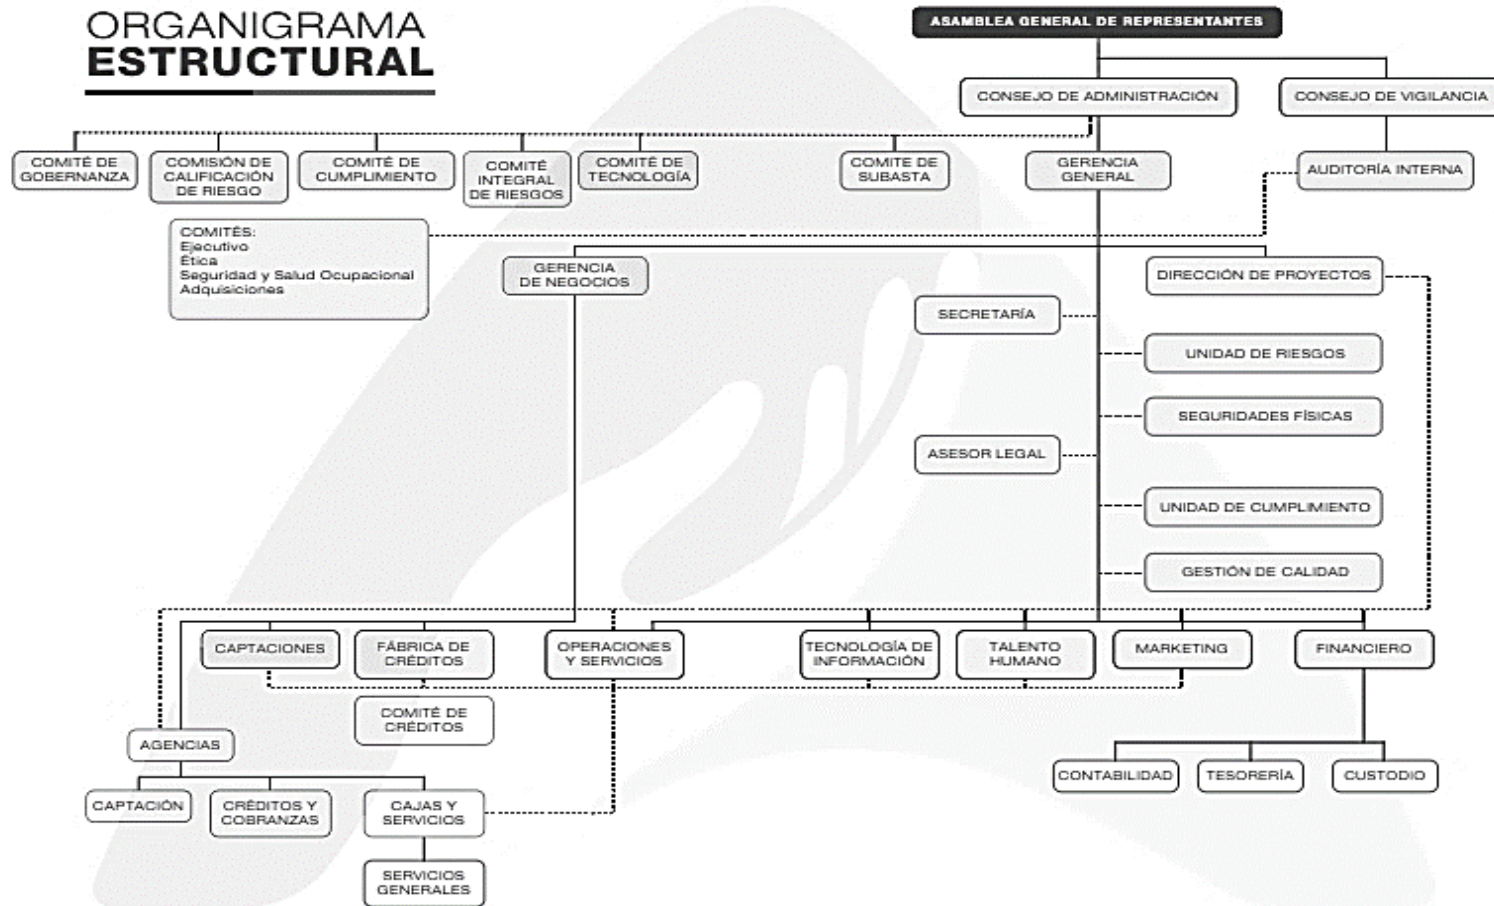 ORGANIGRAMA
ESTRUCTURAL
ASAMBLEA GENERAL DE REPRESENTANTES
CONSEJO DE ADMINISTRACIÓN
CONSEJO DE VIGILANCIA
COMITÉ DE
GOBERNANZA
COMISIÓN DE
CALIFICACIÓN
DE RIESGO
COMITÉ DE
CUMPLIMIENTO
COMITÉ
INTEGRAL
DE RIESGOS
COMITÉ DE
TECNOLOGÍA
COMITE DE
SUBASTA
GERENCIA
GENERAL
AUDITORÍA INTERNA
COMITÉS:
Ejecutivo
Ética
Seguridad y Salud Ocupacional
Adquisiciones
GERENCIA
DE NEGOCIOS
DIRECCIÓN DE PROYECTOS
SECRETARÍA
UNIDAD DE RIESGOS
SEGURIDADES FÍSICAS
ASESOR LEGAL
UNIDAD DE CUMPLIMIENTO
GESTIÓN DE CALIDAD
CAPTACIONES
FÁBRICA DE
CRÉDITOS
OPERACIONES
Y SERVICIOS
TECNOLOGÍA DE
INFORMACIÓN
TALENTO
HUMANO
MARKETING
FINANCIERO
COMITÉ DE
CRÉDITOS
AGENCIAS
CONTABILIDAD
TESORERÍA
CUSTODIO
CAPTACIÓN
CRÉDITOS Y
COBRANZAS
CAJAS Y
SERVICIOS
SERVICIOS
GENERALES